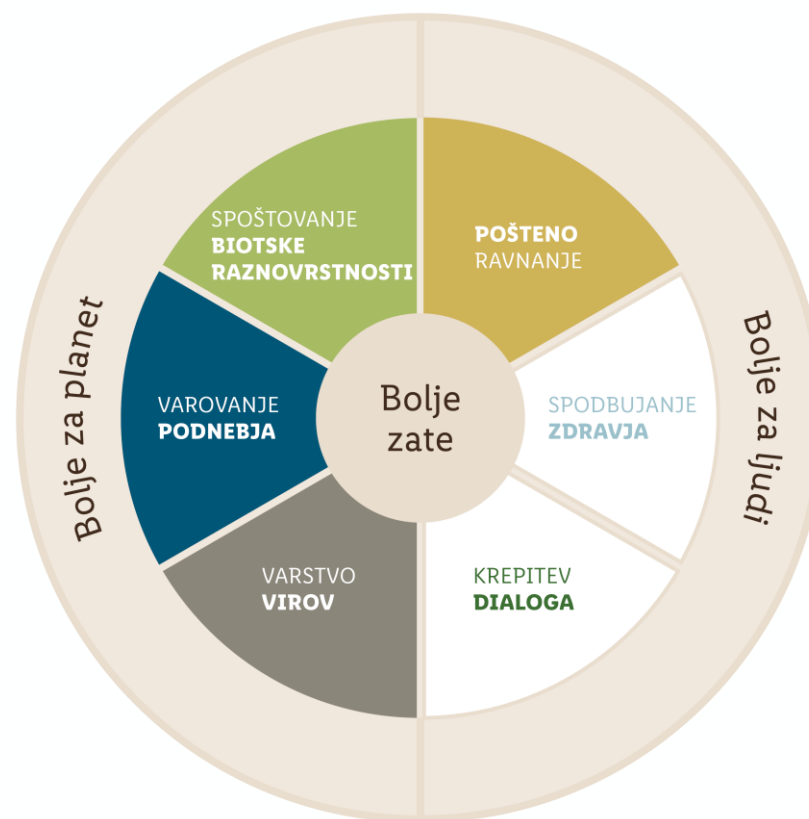 SPOŠTOVANJE
BIOTSKE
RAZNOVRSTNOSTI
POŠTENO
RAVNANJE
Bolje za planet
VAROVANJE
PODNEBJA
Bolje
zate
SPODBUJANJE
ZDRAVJA
Bolje za ljudi
VARSTVO
VIROV
KREPITEV
DIALOGA